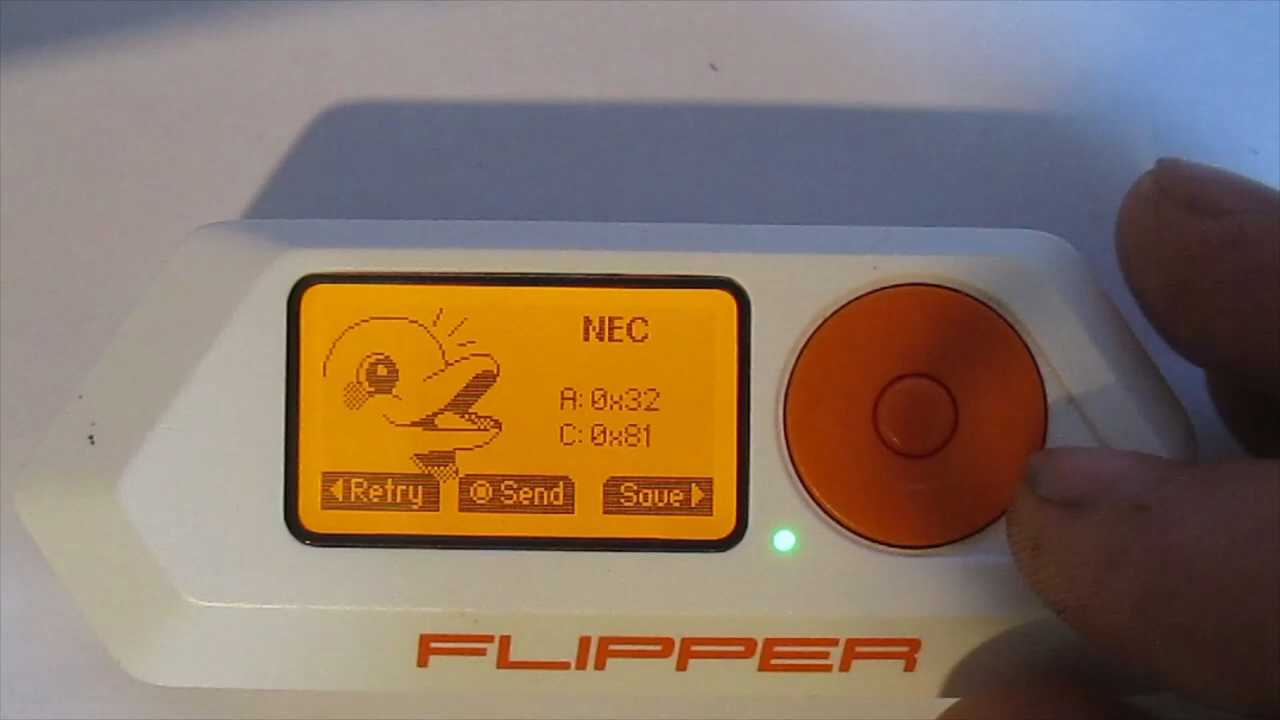 NEC
A: 0x32
C: 0x81
Retry
Send
Save
FLIPPER